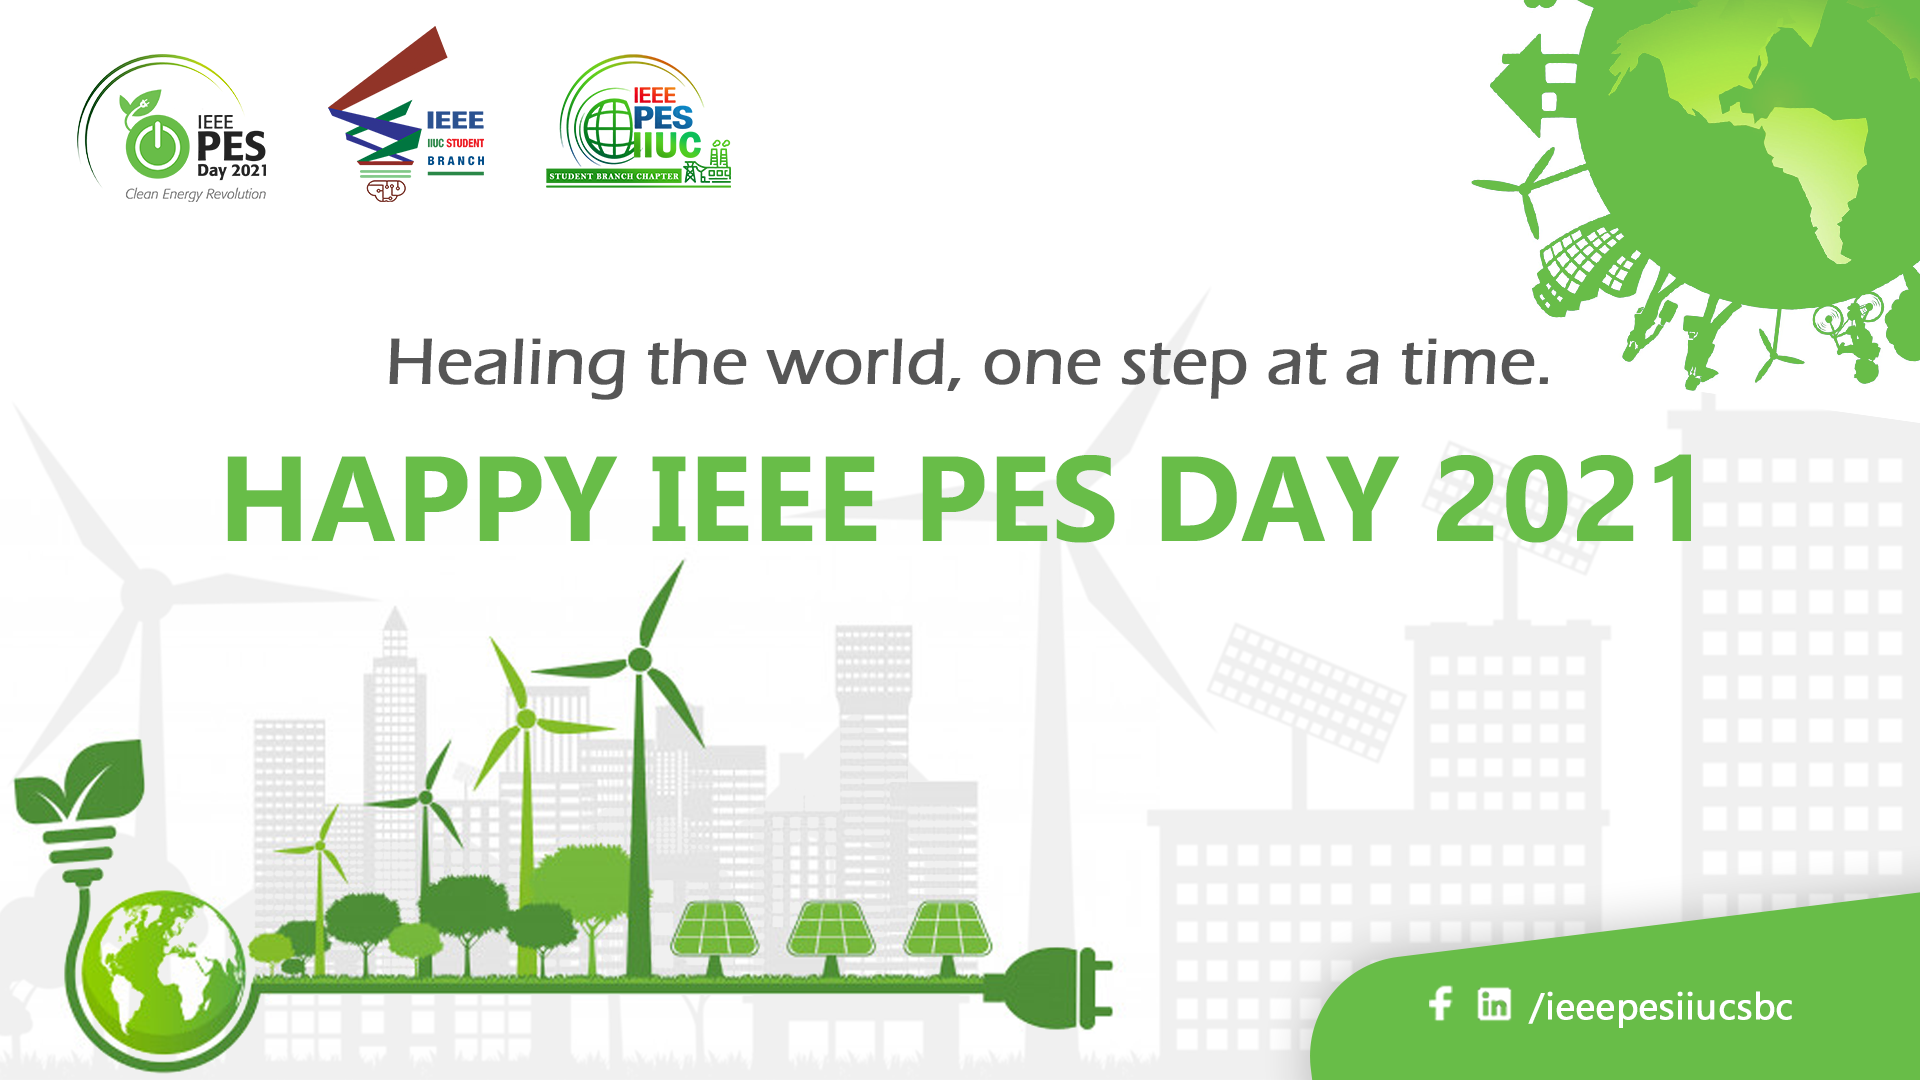 IEEE
PES
Day 2021
Clean Energy Revolution
IEEE
IIUC STUDENT
BRANCH
IEEE
PES
IIUC
STUDENT BRANCH CHAPTER
Healing the world, one step at a time.
HAPPY IEEE PES DAY 2021
f in /ieeepesiiucsbc